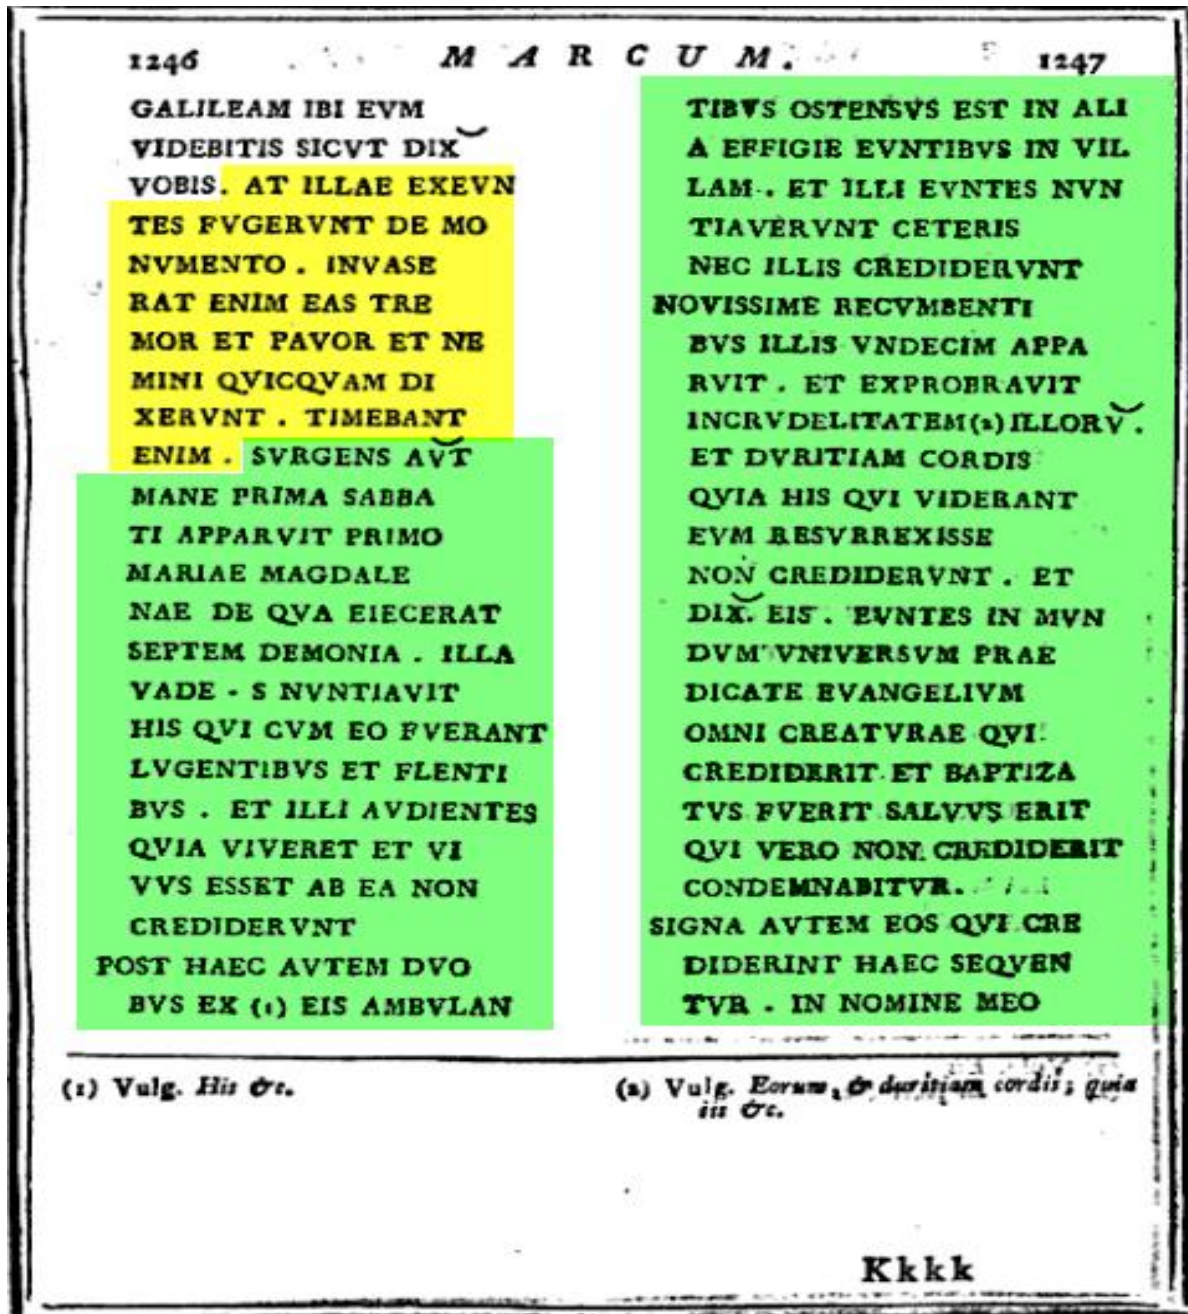 1246 MARCUM. 1247
GALILEAM IBI EVM
VIDEBITIS SICVT DIX̆
VOBIS. AT ILLAE EXEVN
TES FVGERVNT DE MO
NVMENTO. INVASE
RAT ENIM EAS TRE
MOR ET PAVOR ET NE
MINI QVICQVAM DI
XERVNT. TIMEBANT
ENIM. SVRGENS AV̆T
MANE PRIMA SABBA
TI APPARVIT PRIMO
MARIAE MAGDALE
NAE DE QVA EIECERAT
SEPTEM DEMONIA. ILLA
VADE - S NVNTIAVIT
HIS QVI CVM EO FVERANT
LVGENTIBVS ET FLENTI
BVS. ET ILLI AVDIENTES
QVIA VIVERET ET VI
VVS ESSET AB EA NON
CREDIDERVNT
POST HAEC AVTEM DVO
BVS EX (1) EIS AMBVLAN
TIBVS OSTENSVS EST IN ALI
A EFFIGIE EVNTIBVS IN VIL
LAM. ET ILLI EVNTES NVN
TIAVERVNT CETERIS
NEC ILLIS CREDIDERVNT
NOVISSIME RECVMBENTI
BVS ILLIS VNDECIM APPA
RVIT. ET EXPROBRAVIT
INCRVDELITATEM (2) ILLORV̆.
ET DVRITIAM CORDIS
QVIA HIS QVI VIDERANT
EVM RESVRREXISSE
NON CREDIDERVNT. ET
DIX̆. EIS. EVNTES IN MVN
DVM VNIVERSVM PRAE
DICATE EVANGELIVM
OMNI CREATVRAE QVI
CREDIDERIT ET BAPTIZA
TVS FVERIT SALVVS ERIT
QVI VERO NON CREDIDERIT
CONDEMNABITVR.
SIGNA AVTEM EOS QVI CRE
DIDERINT HAEC SEQVEN
TVR. IN NOMINE MEO
(1) Vulg. His &c.
(2) Vulg. Eorum, & duritiam cordis; quia
iis &c.
Kkkk